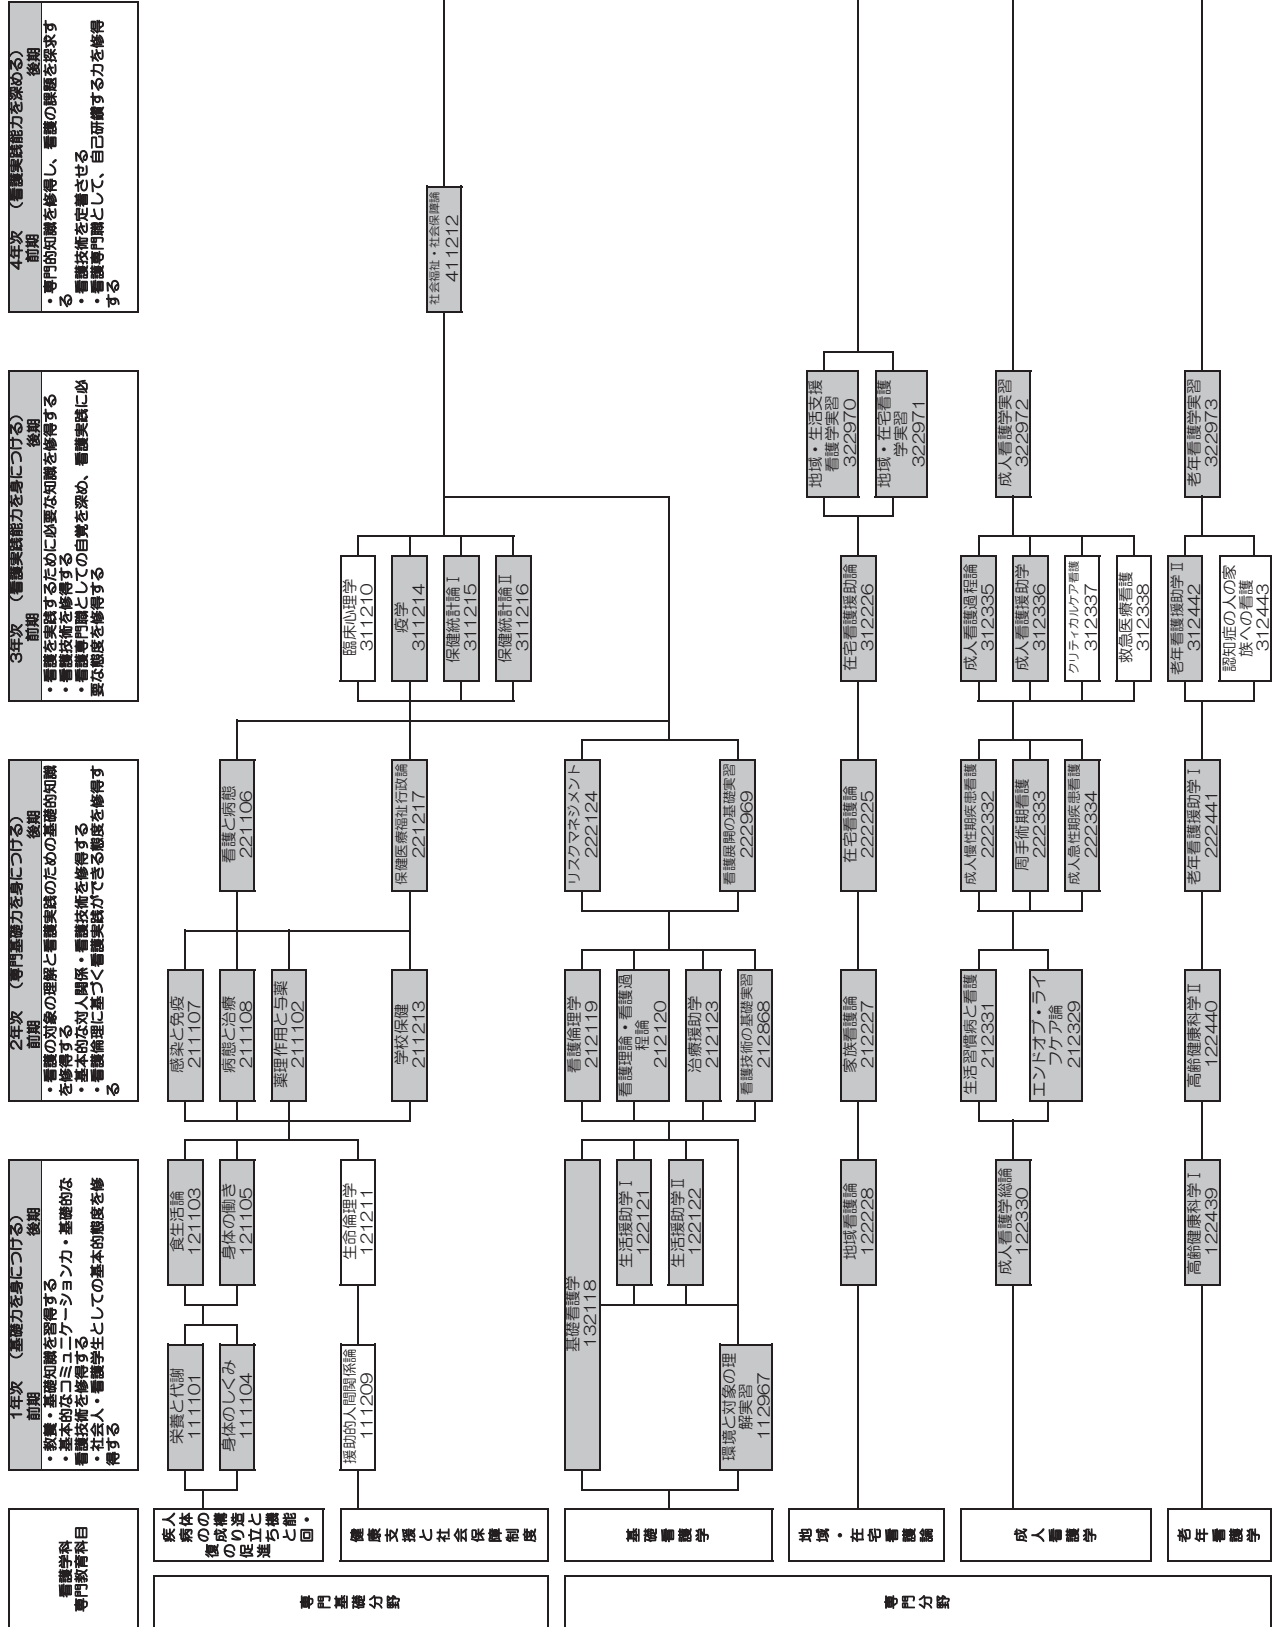 看護学科
専門教育科目
1年次　（基礎力を身につける）
前期　後期
・教養・基礎知識を習得する
・基本的なコミュニケーション力・基礎的な
看護技術を修得する
・社会人・看護学生としての基本的態度を修
得する
2年次　（専門基礎力を身につける）
前期　後期
・看護の対象の理解と看護実践のための基礎的知識
を修得する
・基本的な対人関係・看護技術を修得する
・看護倫理に基づく看護実践ができる態度を修得す
る
3年次　（看護実践能力を身につける）
前期　後期
・看護を実践するために必要な知識を修得する
・看護技術を修得する
・看護専門職としての自覚を深め、看護実践に必
要な態度を修得する
4年次　（看護実践能力を深める）
前期　後期
・専門的知識を修得し、看護の課題を探求す
る
・看護技術を定着させる
・看護専門職として、自己研鑽する力を修得
する
専門基礎分野
人体の構造と機能・
疾病の成り立ちと回
復の促進
栄養と代謝
111101
身体のしくみ
111104
食生活論
121103
身体の働き
121105
感染と免疫
211107
病態と治療
211108
薬理作用と与薬
211102
看護と病態
221106
健康支援と社会保障制度
援助的人間関係論
111209
生命倫理学
121211
学校保健
211213
保健医療福祉行政論
221217
臨床心理学
311210
疫学
311214
保健統計論Ⅰ
311215
保健統計論Ⅱ
311216
社会福祉・社会保障論
411212
専門分野
基礎看護学
基礎看護学
132118
環境と対象の理
解実習
112967
生活援助学Ⅰ
122121
生活援助学Ⅱ
122122
看護倫理学
212119
看護理論・看護過
程論
212120
治療援助学
212123
看護技術の基礎実習
212868
リスクマネジメント
222124
看護展開の基礎実習
222969
地域・在宅看護論
地域看護論
122228
家族看護論
212227
在宅看護論
222225
在宅看護援助論
312226
地域・生活支援
看護学実習
322970
地域・在宅看護
学実習
322971
成人看護学
成人看護学総論
122330
生活習慣病と看護
212331
エンドオブ・ライ
フケア論
212329
成人慢性期疾患看護
222332
周手術期看護
222333
成人急性期疾患看護
222334
成人看護過程論
312335
成人看護援助学
312336
クリティカルケア看護
312337
救急医療看護
312338
成人看護学実習
322972
老年看護学
高齢健康科学Ⅰ
122439
高齢健康科学Ⅱ
122440
老年看護援助学Ⅰ
222441
老年看護援助学Ⅱ
312442
認知症の人の家
族への看護
312443
老年看護学実習
322973